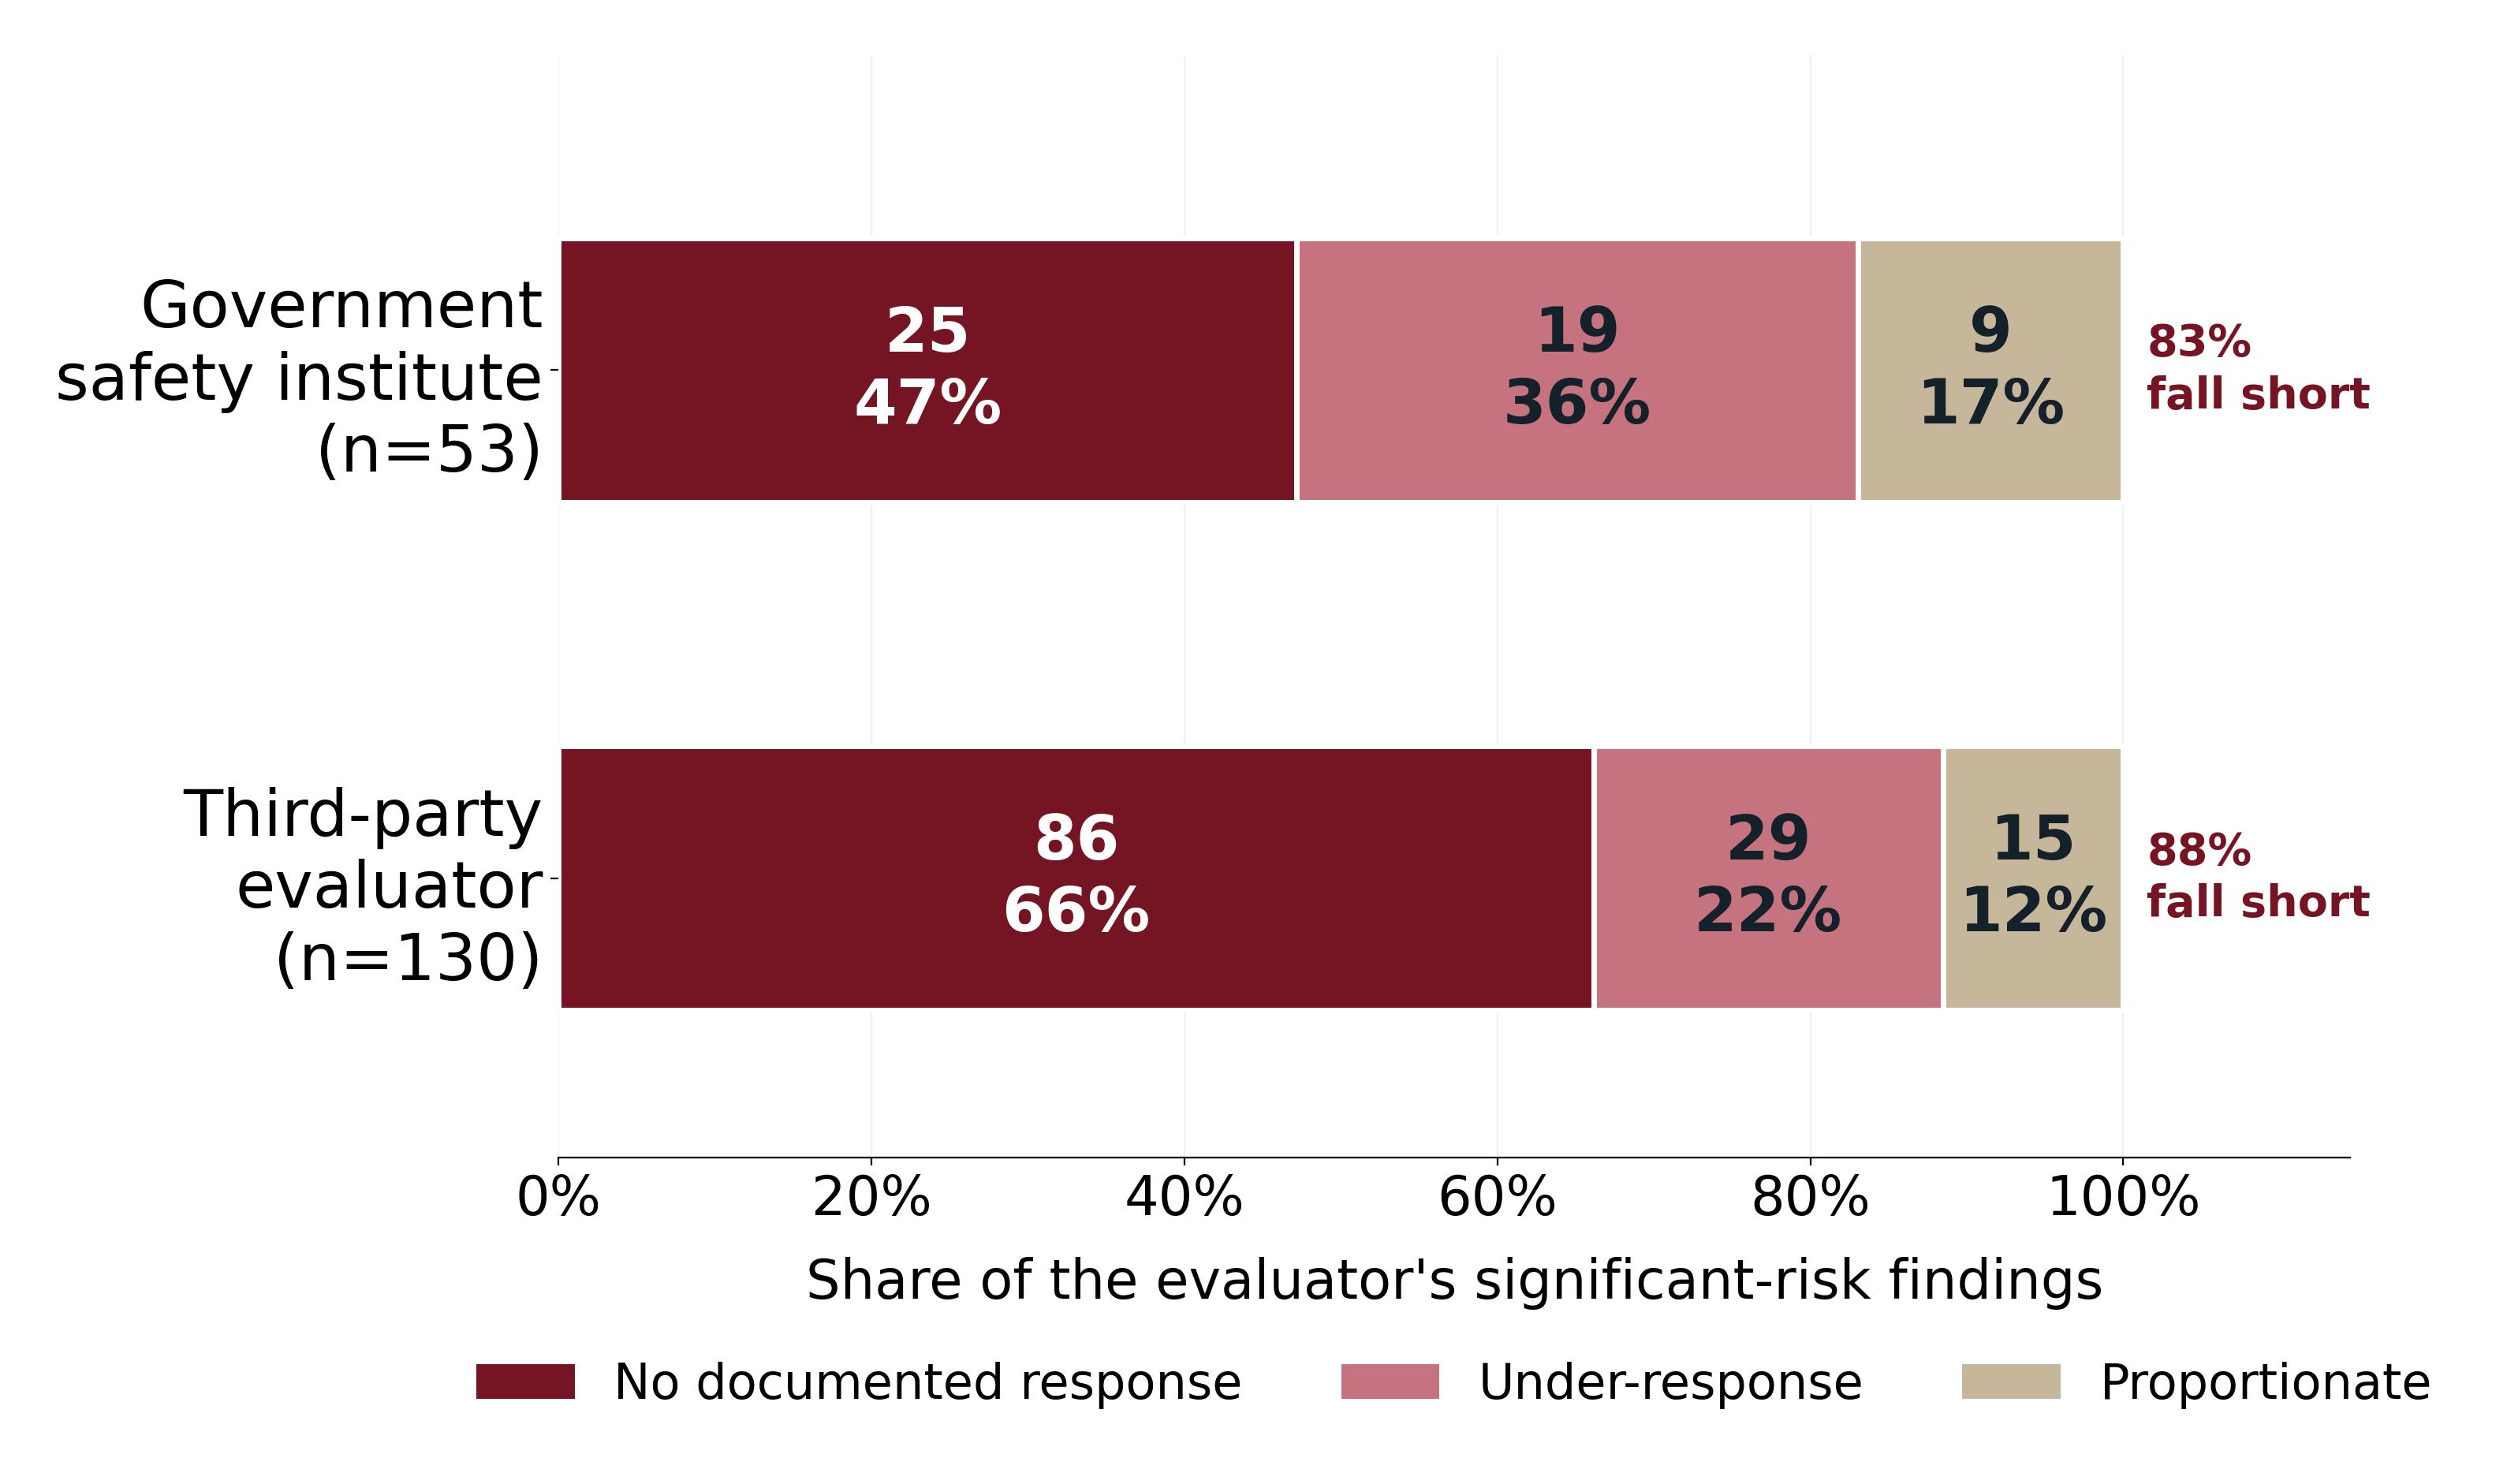 Government
safety institute
(n=53)
25
47%
19
36%
9
17%
83%
fall short
Third-party
evaluator
(n=130)
86
66%
29
22%
15
12%
88%
fall short
0% 20% 40% 60% 80% 100%
Share of the evaluator's significant-risk findings
No documented response Under-response Proportionate